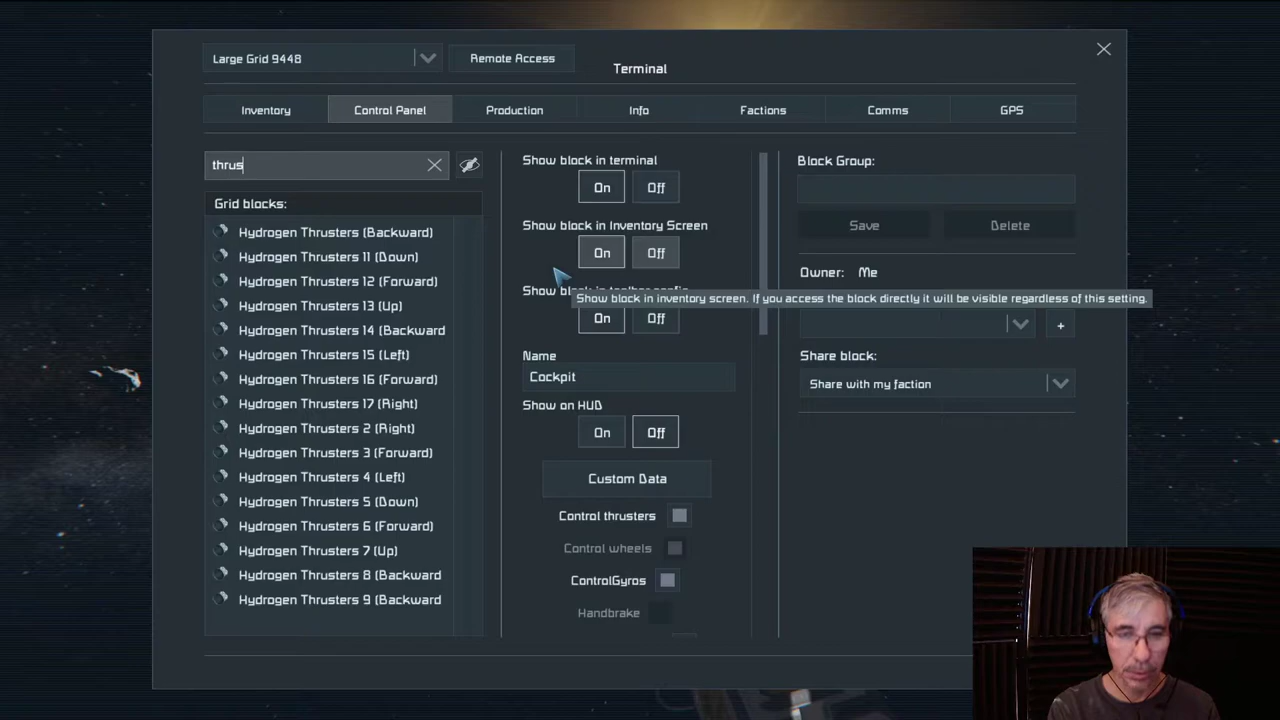 Large Grid 9448
Remote Access
Terminal
Inventory
Control Panel
Production
Info
Factions
Comms
GPS
thrus
Grid blocks:
Hydrogen Thrusters (Backward)
Hydrogen Thrusters 11 (Down)
Hydrogen Thrusters 12 (Forward)
Hydrogen Thrusters 13 (Up)
Hydrogen Thrusters 14 (Backward
Hydrogen Thrusters 15 (Left)
Hydrogen Thrusters 16 (Forward)
Hydrogen Thrusters 17 (Right)
Hydrogen Thrusters 2 (Right)
Hydrogen Thrusters 3 (Forward)
Hydrogen Thrusters 4 (Left)
Hydrogen Thrusters 5 (Down)
Hydrogen Thrusters 6 (Forward)
Hydrogen Thrusters 7 (Up)
Hydrogen Thrusters 8 (Backward
Hydrogen Thrusters 9 (Backward
Show block in terminal
On Off
Show block in Inventory Screen
On Off
Show
Show block in inventory screen. If you access the block directly it will be visible regardless of this setting.
On Off
Name
Cockpit
Show on HUD
On Off
Custom Data
Control thrusters
Control wheels
ControlGyros
Handbrake
Block Group:
Save Delete
Owner: Me
+
Share block:
Share with my faction